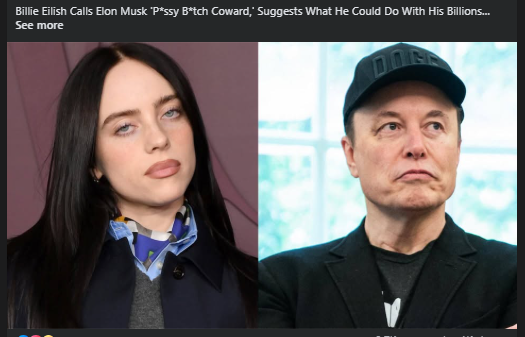 Billie Eilish Calls Elon Musk 'P*ssy B*tch Coward,' Suggests What He Could Do With His Billions...
See more
DOGE